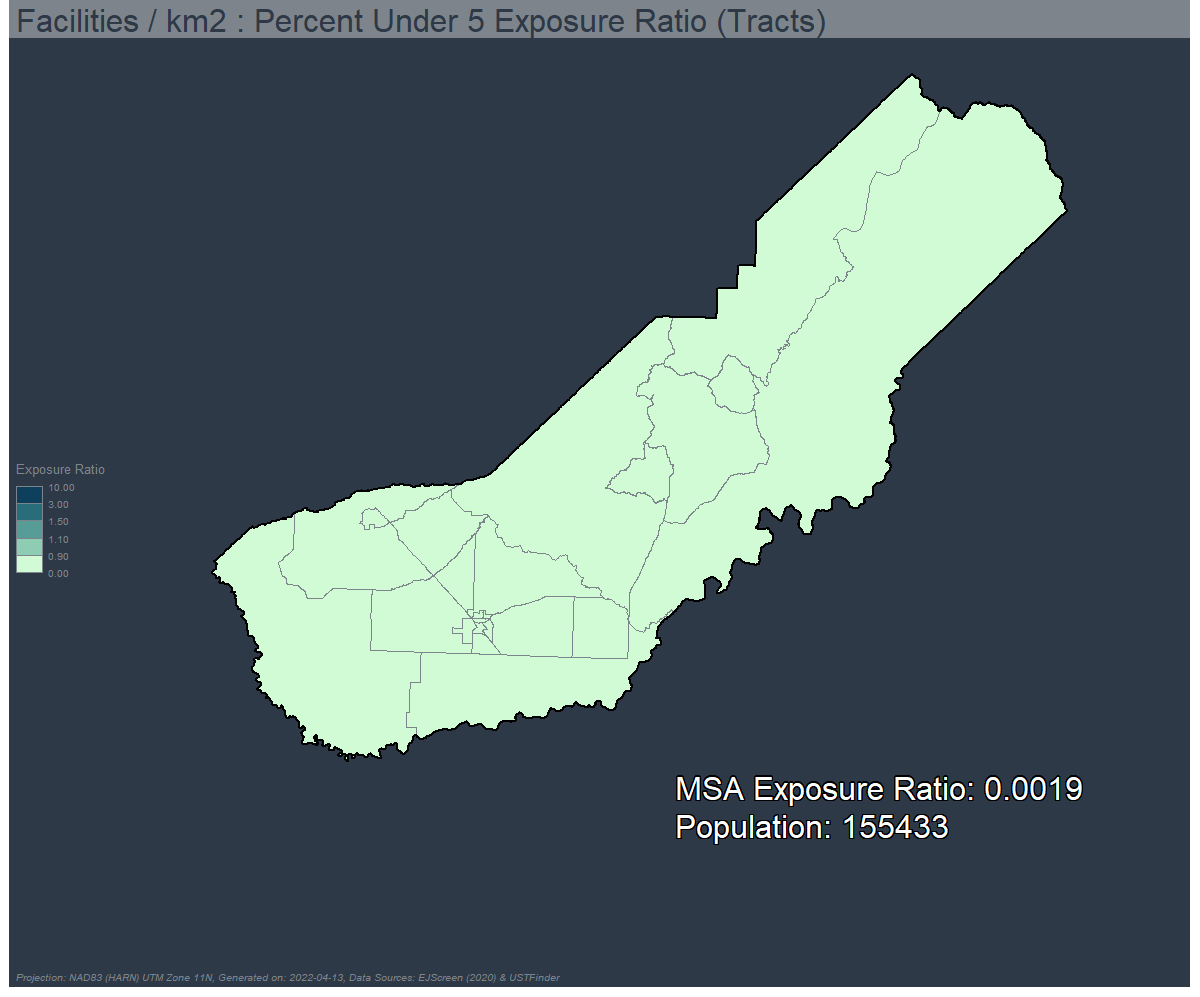 Facilities / km2 : Percent Under 5 Exposure Ratio (Tracts)
Exposure Ratio
10.00
3.00
1.50
1.10
0.90
0.00
MSA Exposure Ratio: 0.0019
Population: 155433
Projection: NAD83 (HARN) UTM Zone 11N, Generated on: 2022-04-13, Data Sources: EJScreen (2020) & USTFinder